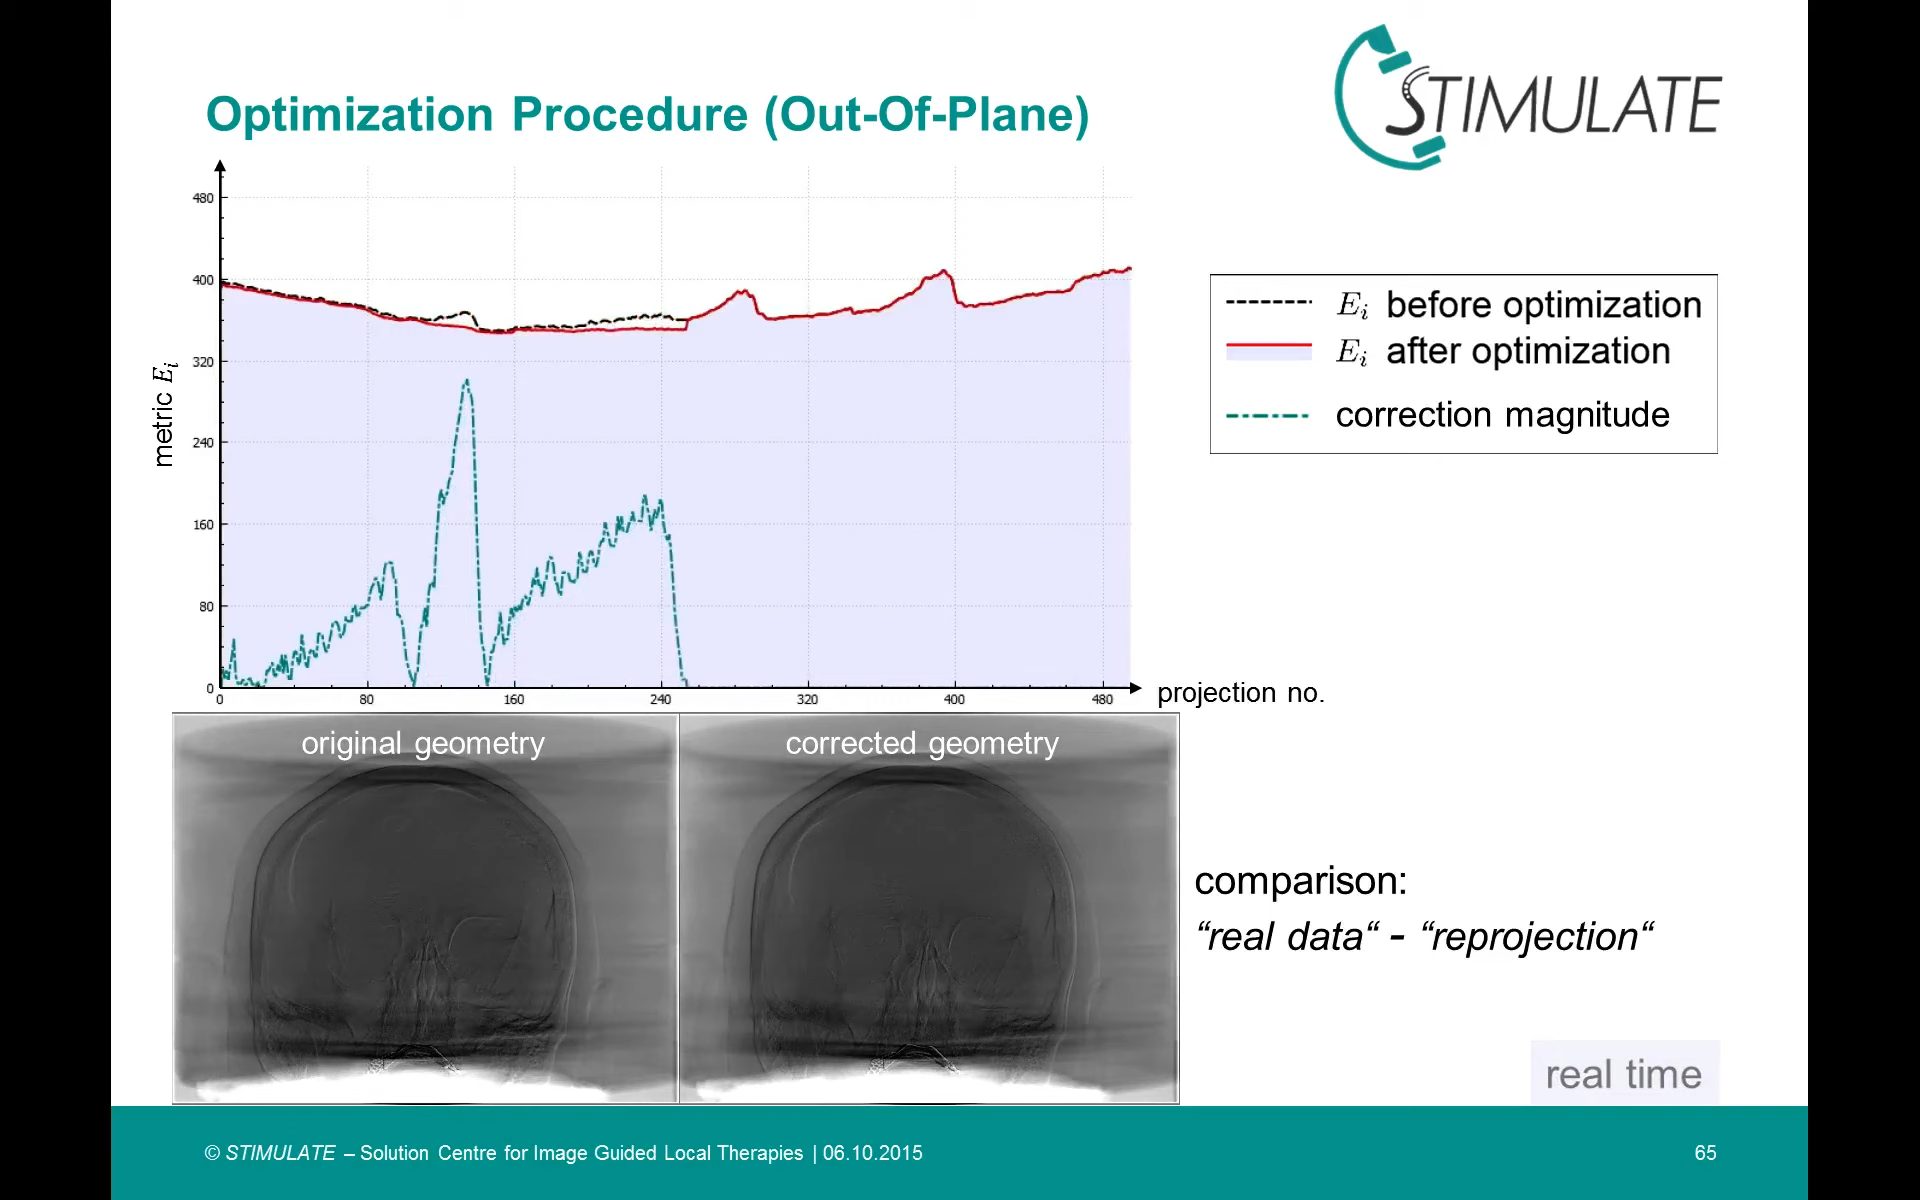 STIMULATE
Optimization Procedure (Out-Of-Plane)
480
400
320
240
160
80
0
metric Ei
0 80 160 240 320 400 480
projection no.
Ei before optimization
Ei after optimization
correction magnitude
original geometry
corrected geometry
comparison:
“real data“ - “reprojection“
real time
© STIMULATE – Solution Centre for Image Guided Local Therapies | 06.10.2015
65